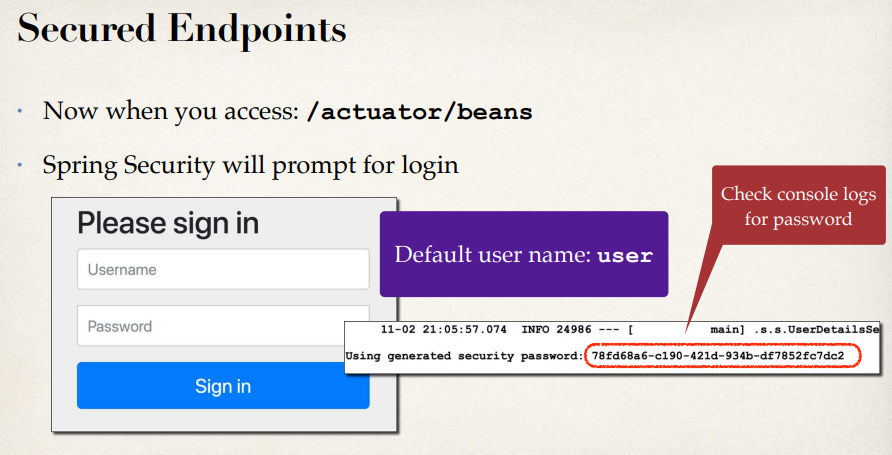 Secured Endpoints
• Now when you access: /actuator/beans
• Spring Security will prompt for login
Please sign in
Username
Password
Sign in
Default user name: user
Check console logs
for password
11-02 21:05:57.074 INFO 24986 --- [ main] .s.s.UserDetailsSe
Using generated security password: 78fd68a6-c190-421d-934b-df7852fc7dc2